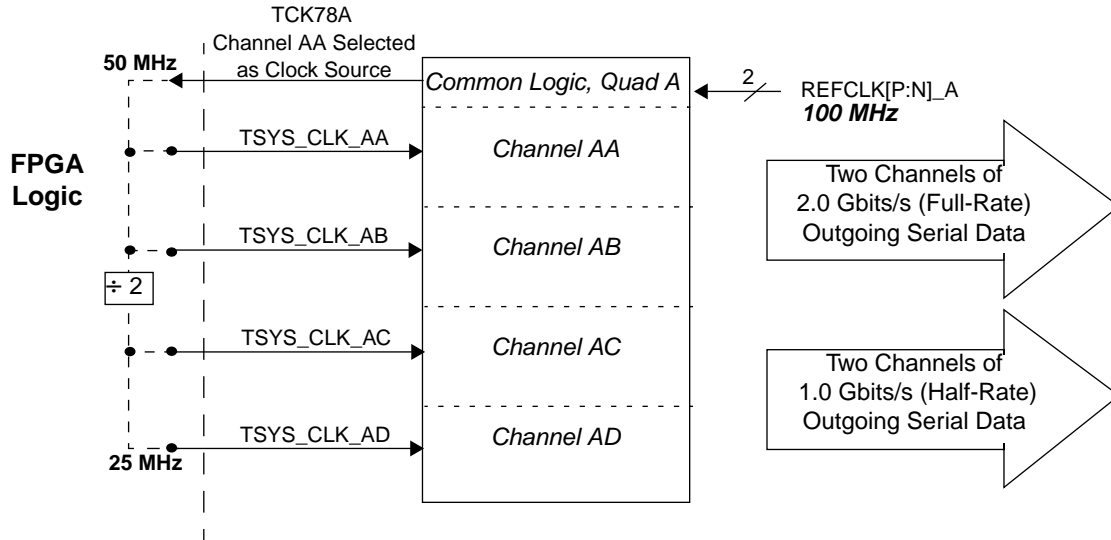 TCK78A
Channel AA Selected
as Clock Source
50 MHz
Common Logic, Quad A
2
REFCLK[P:N]_A
100 MHz
TSYS_CLK_AA
Channel AA
FPGA
Logic
Two Channels of
2.0 Gbits/s (Full-Rate)
Outgoing Serial Data
TSYS_CLK_AB
Channel AB
÷ 2
TSYS_CLK_AC
Channel AC
Two Channels of
1.0 Gbits/s (Half-Rate)
Outgoing Serial Data
TSYS_CLK_AD
Channel AD
25 MHz